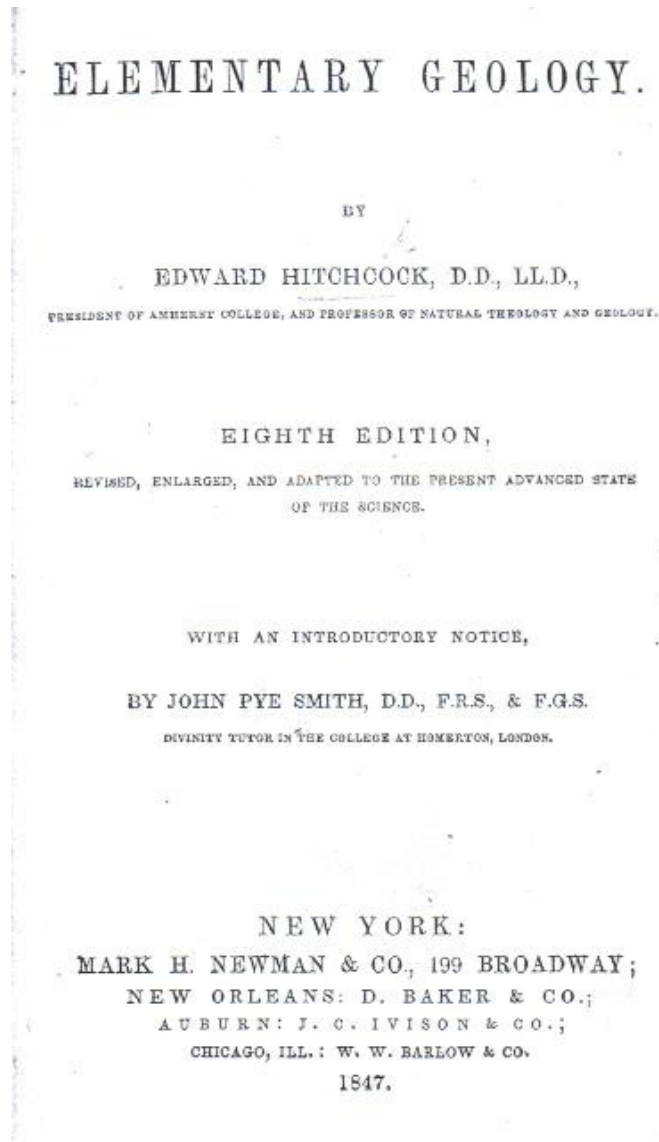 ELEMENTARY GEOLOGY.
BY
EDWARD HITCHCOCK, D.D., LL.D.,
PRESIDENT OF AMHERST COLLEGE, AND PROFESSOR OF NATURAL THEOLOGY AND GEOLOGY.
EIGHTH EDITION,
REVISED, ENLARGED, AND ADAPTED TO THE PRESENT ADVANCED STATE
OF THE SCIENCE.
WITH AN INTRODUCTORY NOTICE,
BY JOHN PYE SMITH, D.D., F.R.S., & F.G.S.
DIVINITY TUTOR IN THE COLLEGE AT HOMERTON, LONDON.
NEW YORK:
MARK H. NEWMAN & CO., 199 BROADWAY;
NEW ORLEANS: D. BAKER & CO.;
AUBURN: J. C. IVISON & CO.;
CHICAGO, ILL.: W. W. BARLOW & CO.
1847.